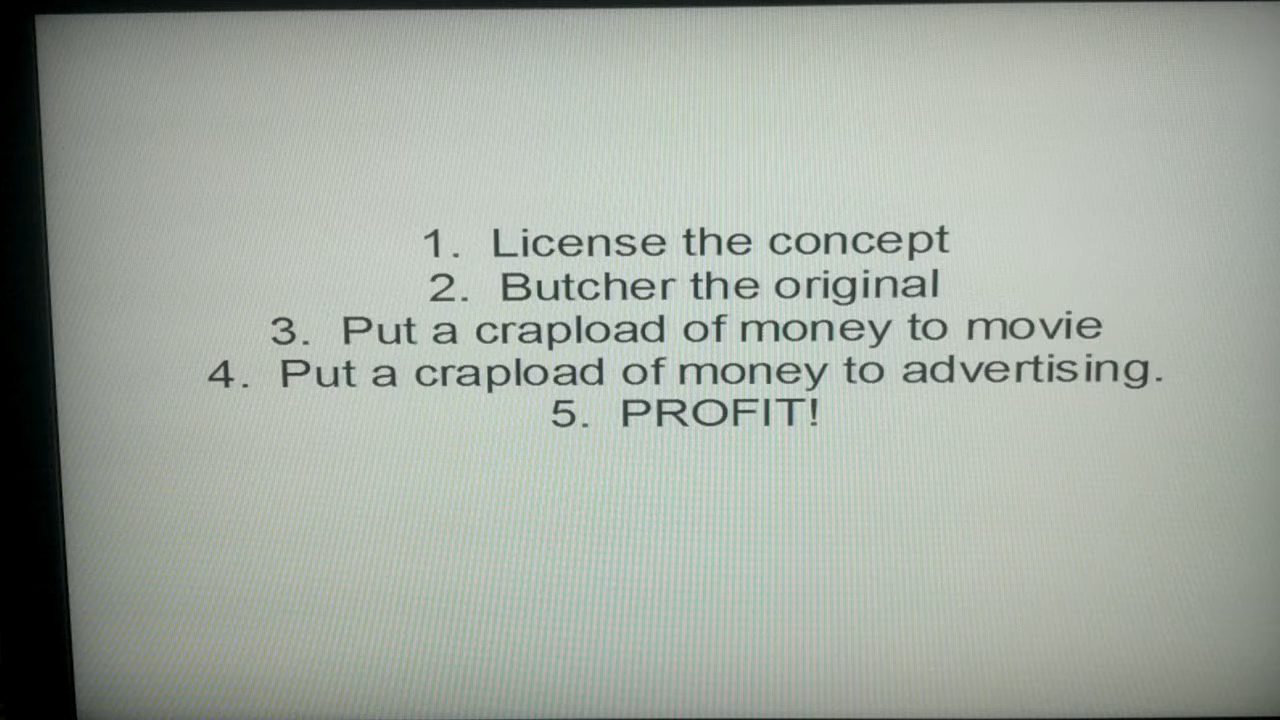 1. License the concept
2. Butcher the original
3. Put a crapload of money to movie
4. Put a crapload of money to advertising.
5. PROFIT!